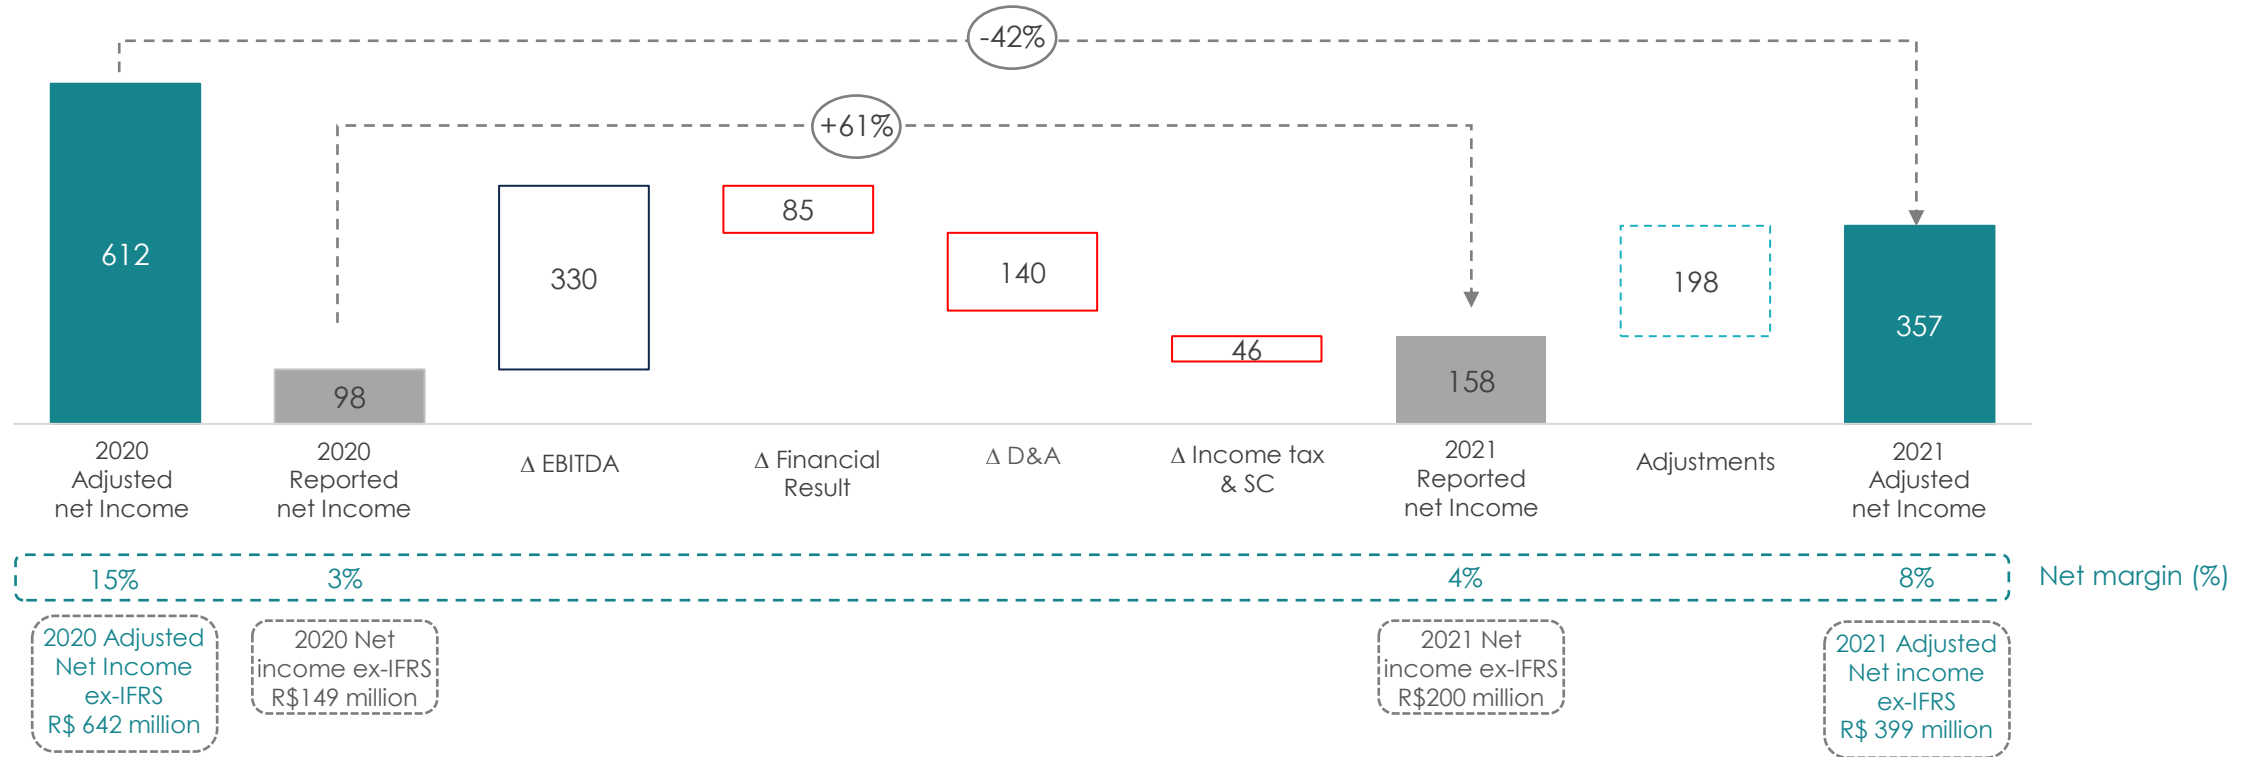 -42%
+61%
612
98
330
85
140
46
158
198
357
2020
Adjusted
net Income
2020
Reported
net Income
Δ EBITDA
Δ Financial
Result
Δ D&A
Δ Income tax
& SC
2021
Reported
net Income
Adjustments
2021
Adjusted
net Income
15%
3%
4%
8%
Net margin (%)
2020 Adjusted
Net Income
ex-IFRS
R$ 642 million
2020 Net
income ex-IFRS
R$149 million
2021 Net
income ex-IFRS
R$200 million
2021 Adjusted
Net income
ex-IFRS
R$ 399 million